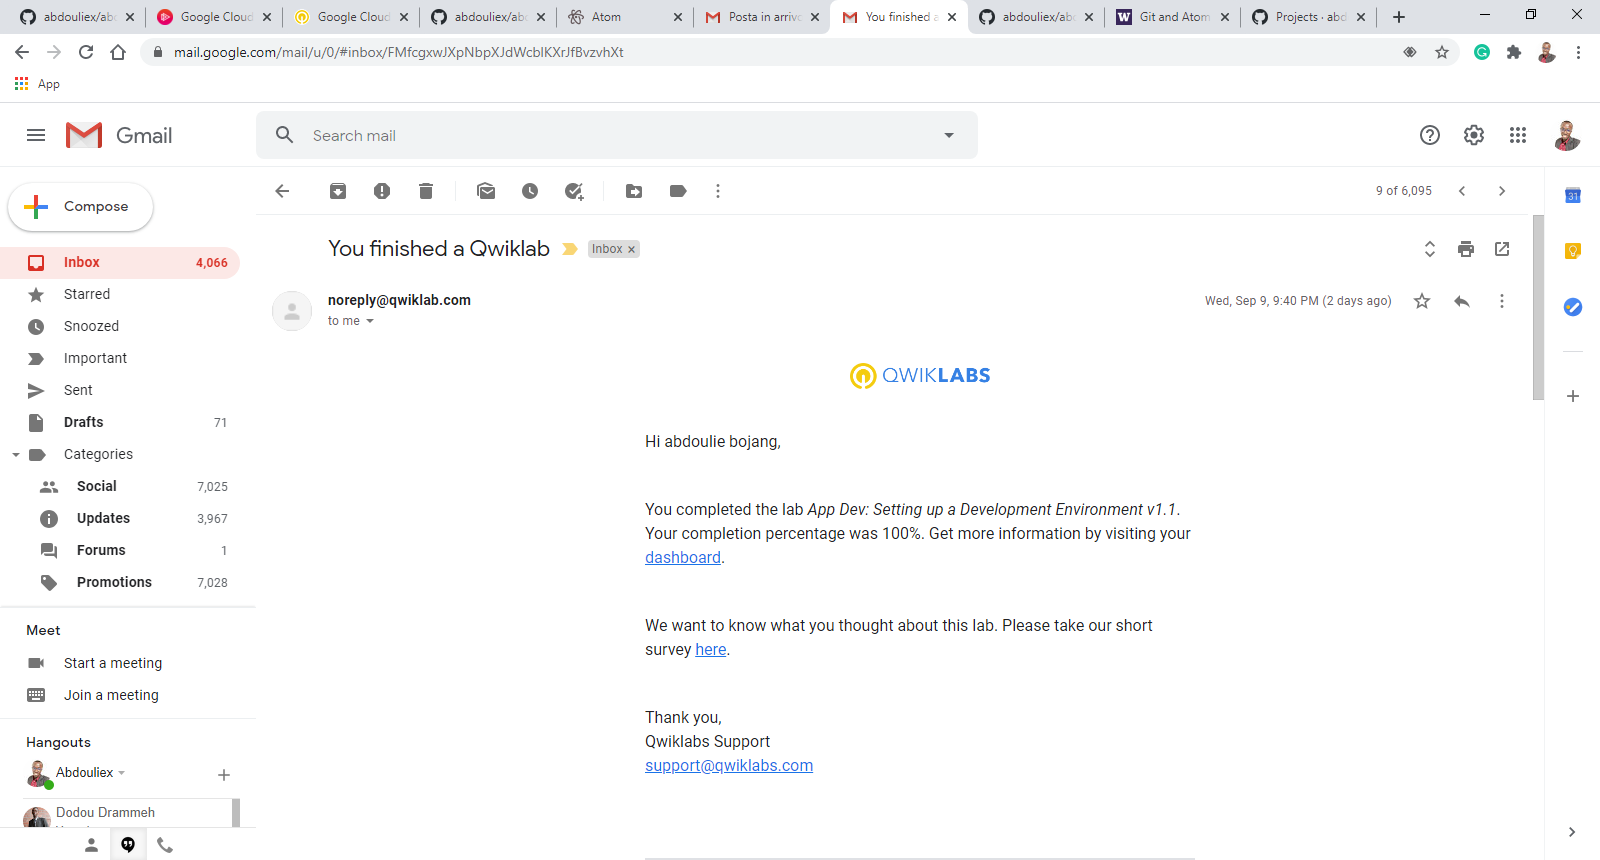 abdouliex/abd
Google Cloud
Google Cloud
abdouliex/abd
Atom
Posta in arrivo
You finished a
abdouliex/abd
Git and Atom
Projects · abd
mail.google.com/mail/u/0/#inbox/FMfcgxwJXpNbpXJdWcblKXrJfBvzvhXt
App
Gmail
Search mail
Compose
9 of 6,095
Inbox 4,066
Starred
Snoozed
Important
Sent
Drafts 71
Categories
Social 7,025
Updates 3,967
Forums 1
Promotions 7,028
Meet
Start a meeting
Join a meeting
Hangouts
Abdouliex
Dodou Drammeh
You finished a Qwiklab
Inbox x
noreply@qwiklab.com
to me
Wed, Sep 9, 9:40 PM (2 days ago)
QWIKLABS
Hi abdoulie bojang,
You completed the lab App Dev: Setting up a Development Environment v1.1.
Your completion percentage was 100%. Get more information by visiting your
dashboard.
We want to know what you thought about this lab. Please take our short
survey here.
Thank you,
Qwiklabs Support
support@qwiklabs.com
31